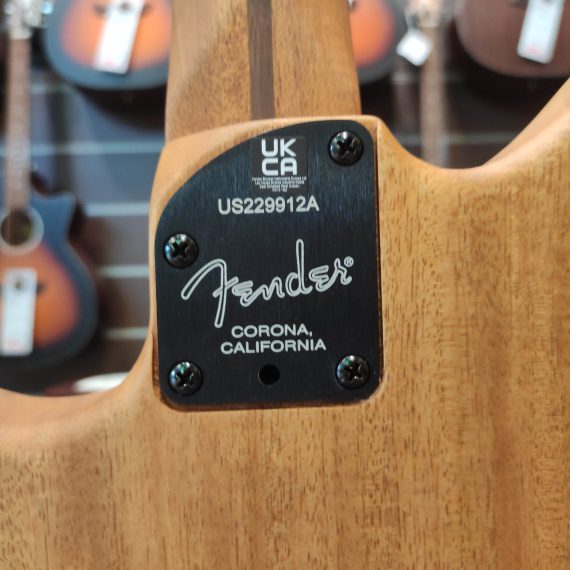 UK
CA
US229912A
Fender®
CORONA,
CALIFORNIA